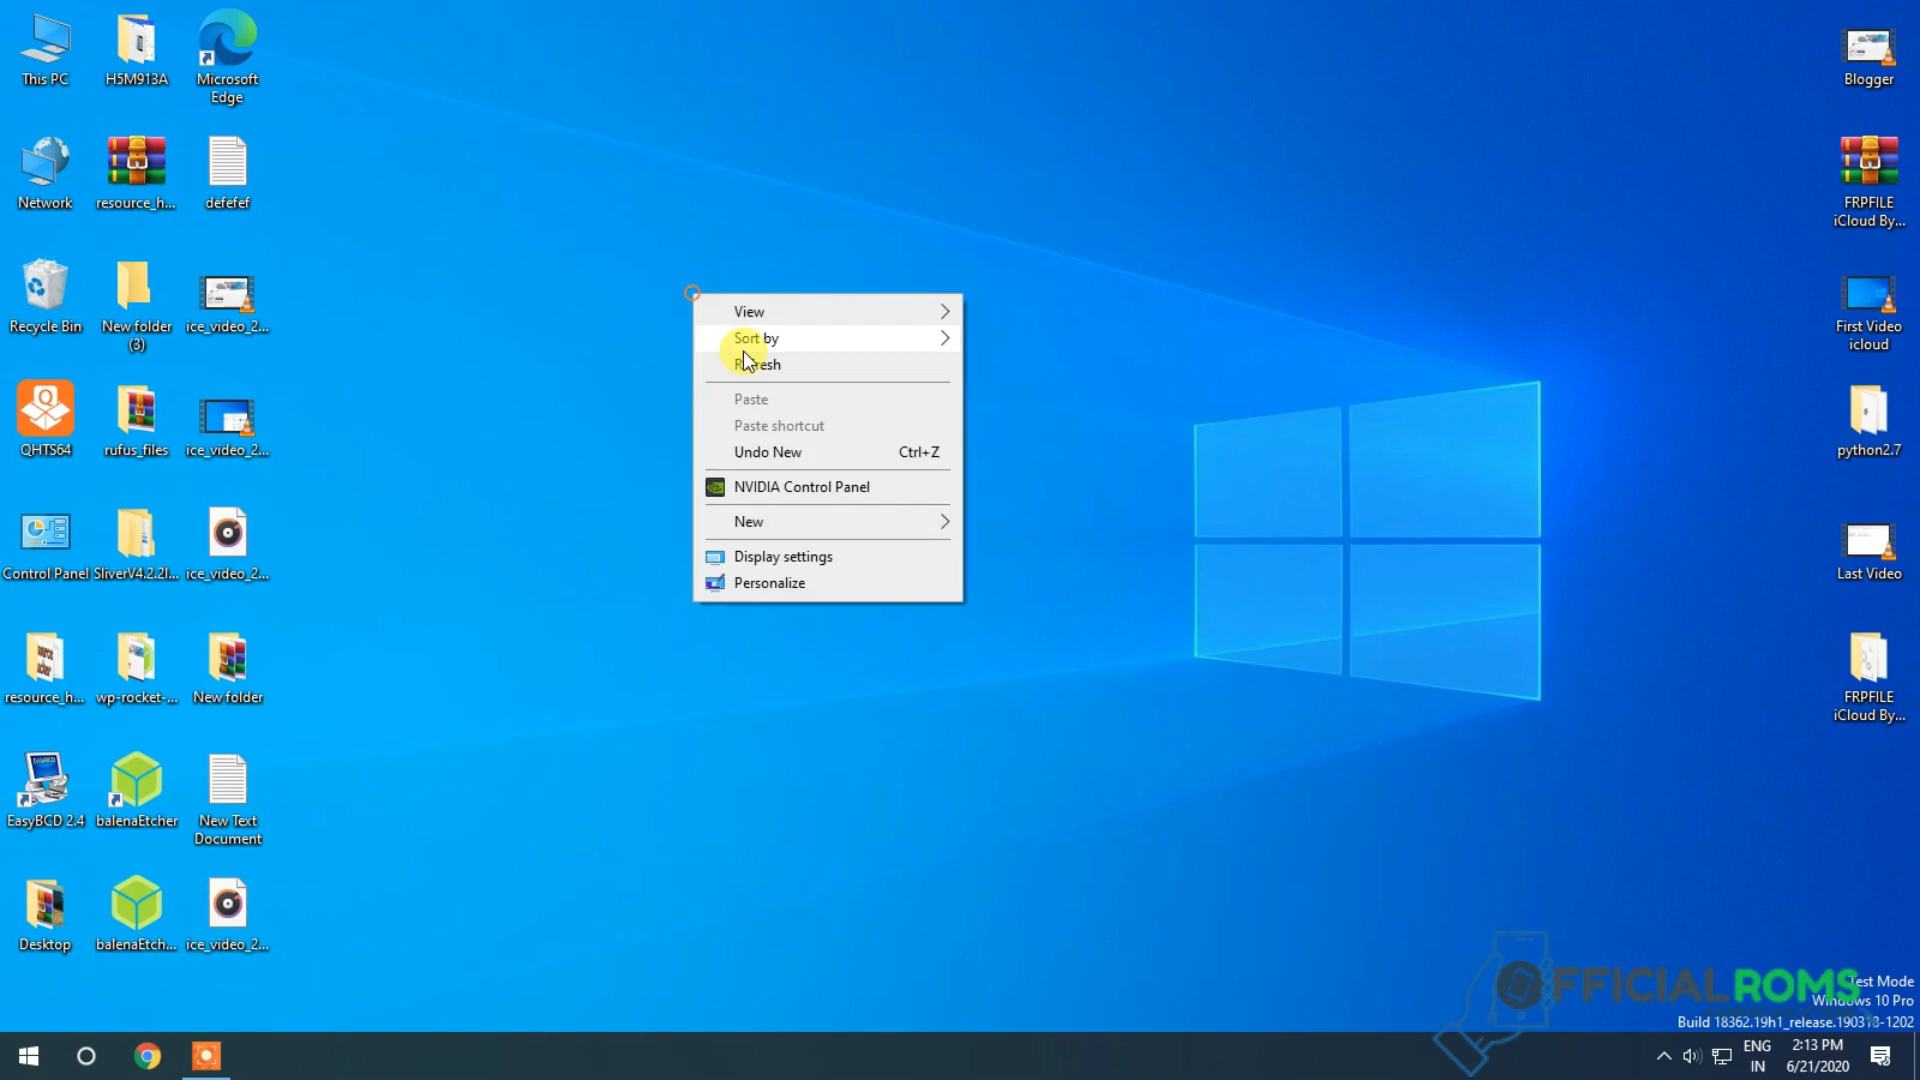 This PC
H5M913A
Microsoft
Edge
Network
resource_h...
defefef
Recycle Bin
New folder
(3)
ice_video_2...
QHTS64
rufus_files
ice_video_2...
Control Panel
SliverV4.2.2I...
ice_video_2...
resource_h...
wp-rocket-...
New folder
EasyBCD 2.4
balenaEtcher
New Text
Document
Desktop
balenaEtch...
ice_video_2...
View
Sort by
Refresh
Paste
Paste shortcut
Undo New Ctrl+Z
NVIDIA Control Panel
New
Display settings
Personalize
Blogger
FRPFILE
iCloud By...
First Video
icloud
python2.7
Last Video
FRPFILE
iCloud By...
OFFICIALROMS
Test Mode
Windows 10 Pro
Build 18362.19h1_release.190318-1202
ENG
IN
2:13 PM
6/21/2020